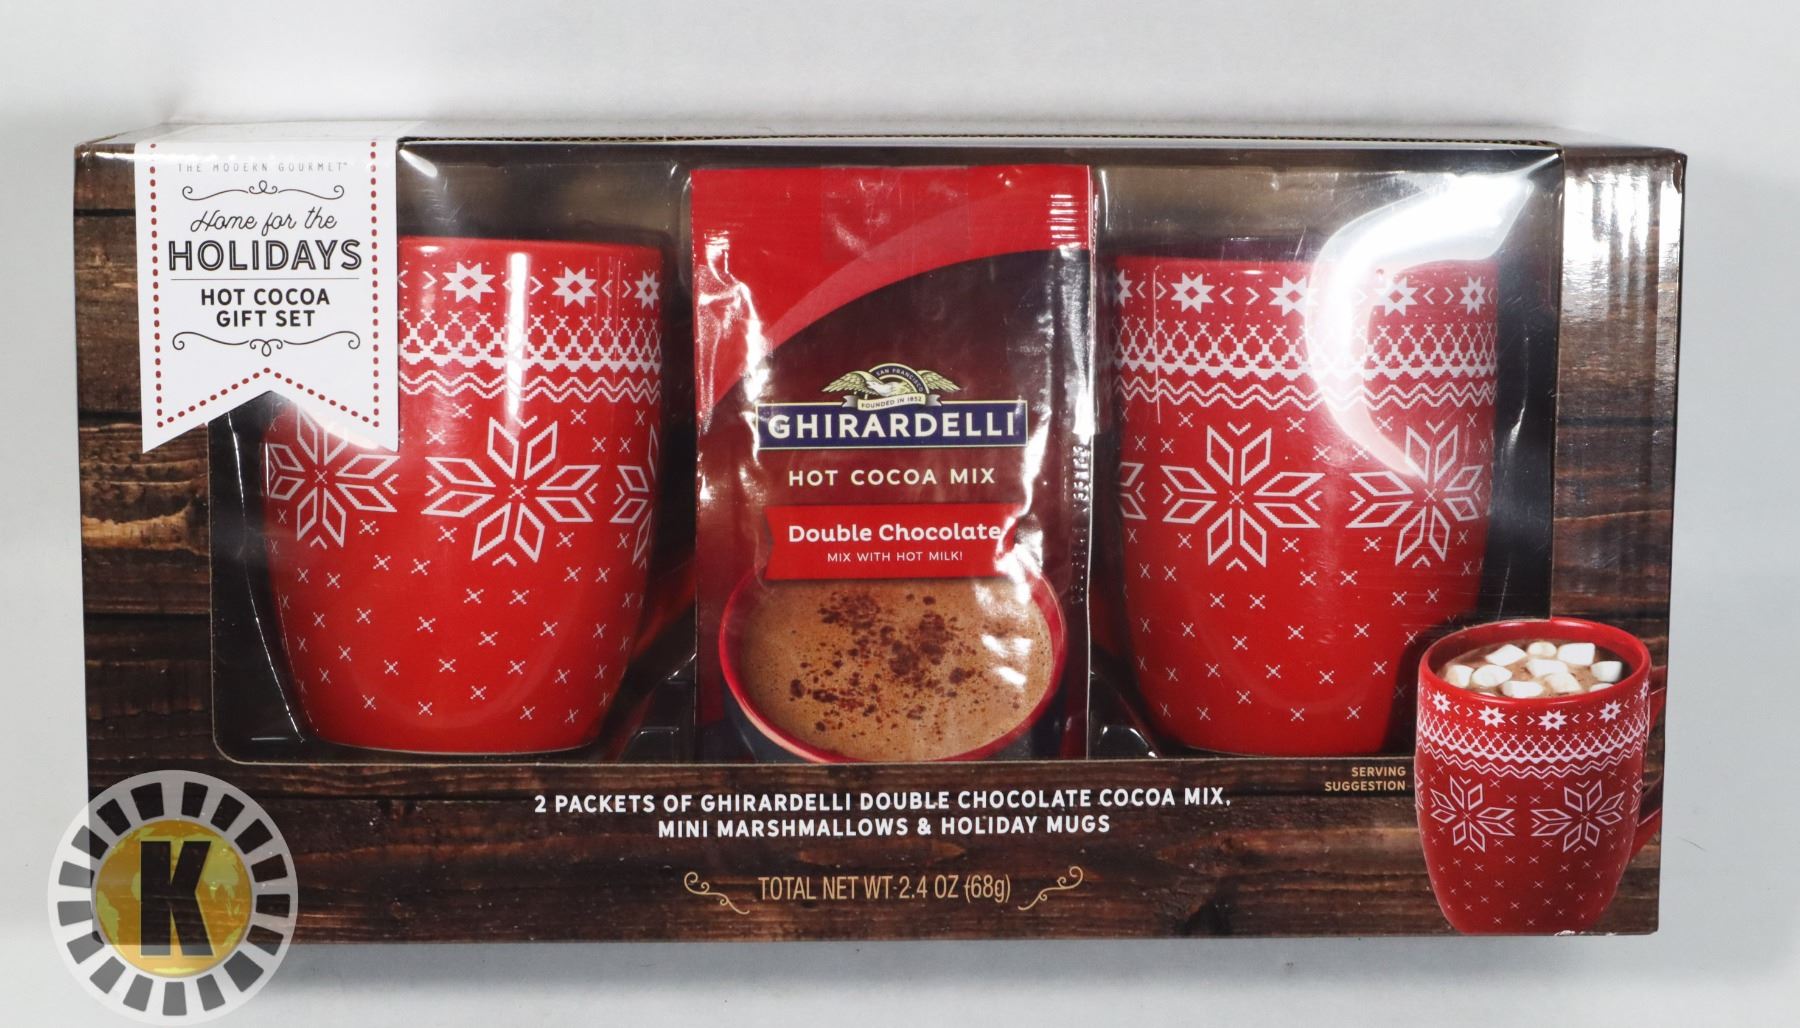 THE MODERN GOURMET
Home for the
HOLIDAYS
HOT COCOA
GIFT SET
SAN FRANCISCO
FOUNDED IN 1852
GHIRARDELLI
HOT COCOA MIX
Double Chocolate
MIX WITH HOT MILK!
SERVING
SUGGESTION
2 PACKETS OF GHIRARDELLI DOUBLE CHOCOLATE COCOA MIX,
MINI MARSHMALLOWS & HOLIDAY MUGS
TOTAL NET WT 2.4 OZ (68g)
K